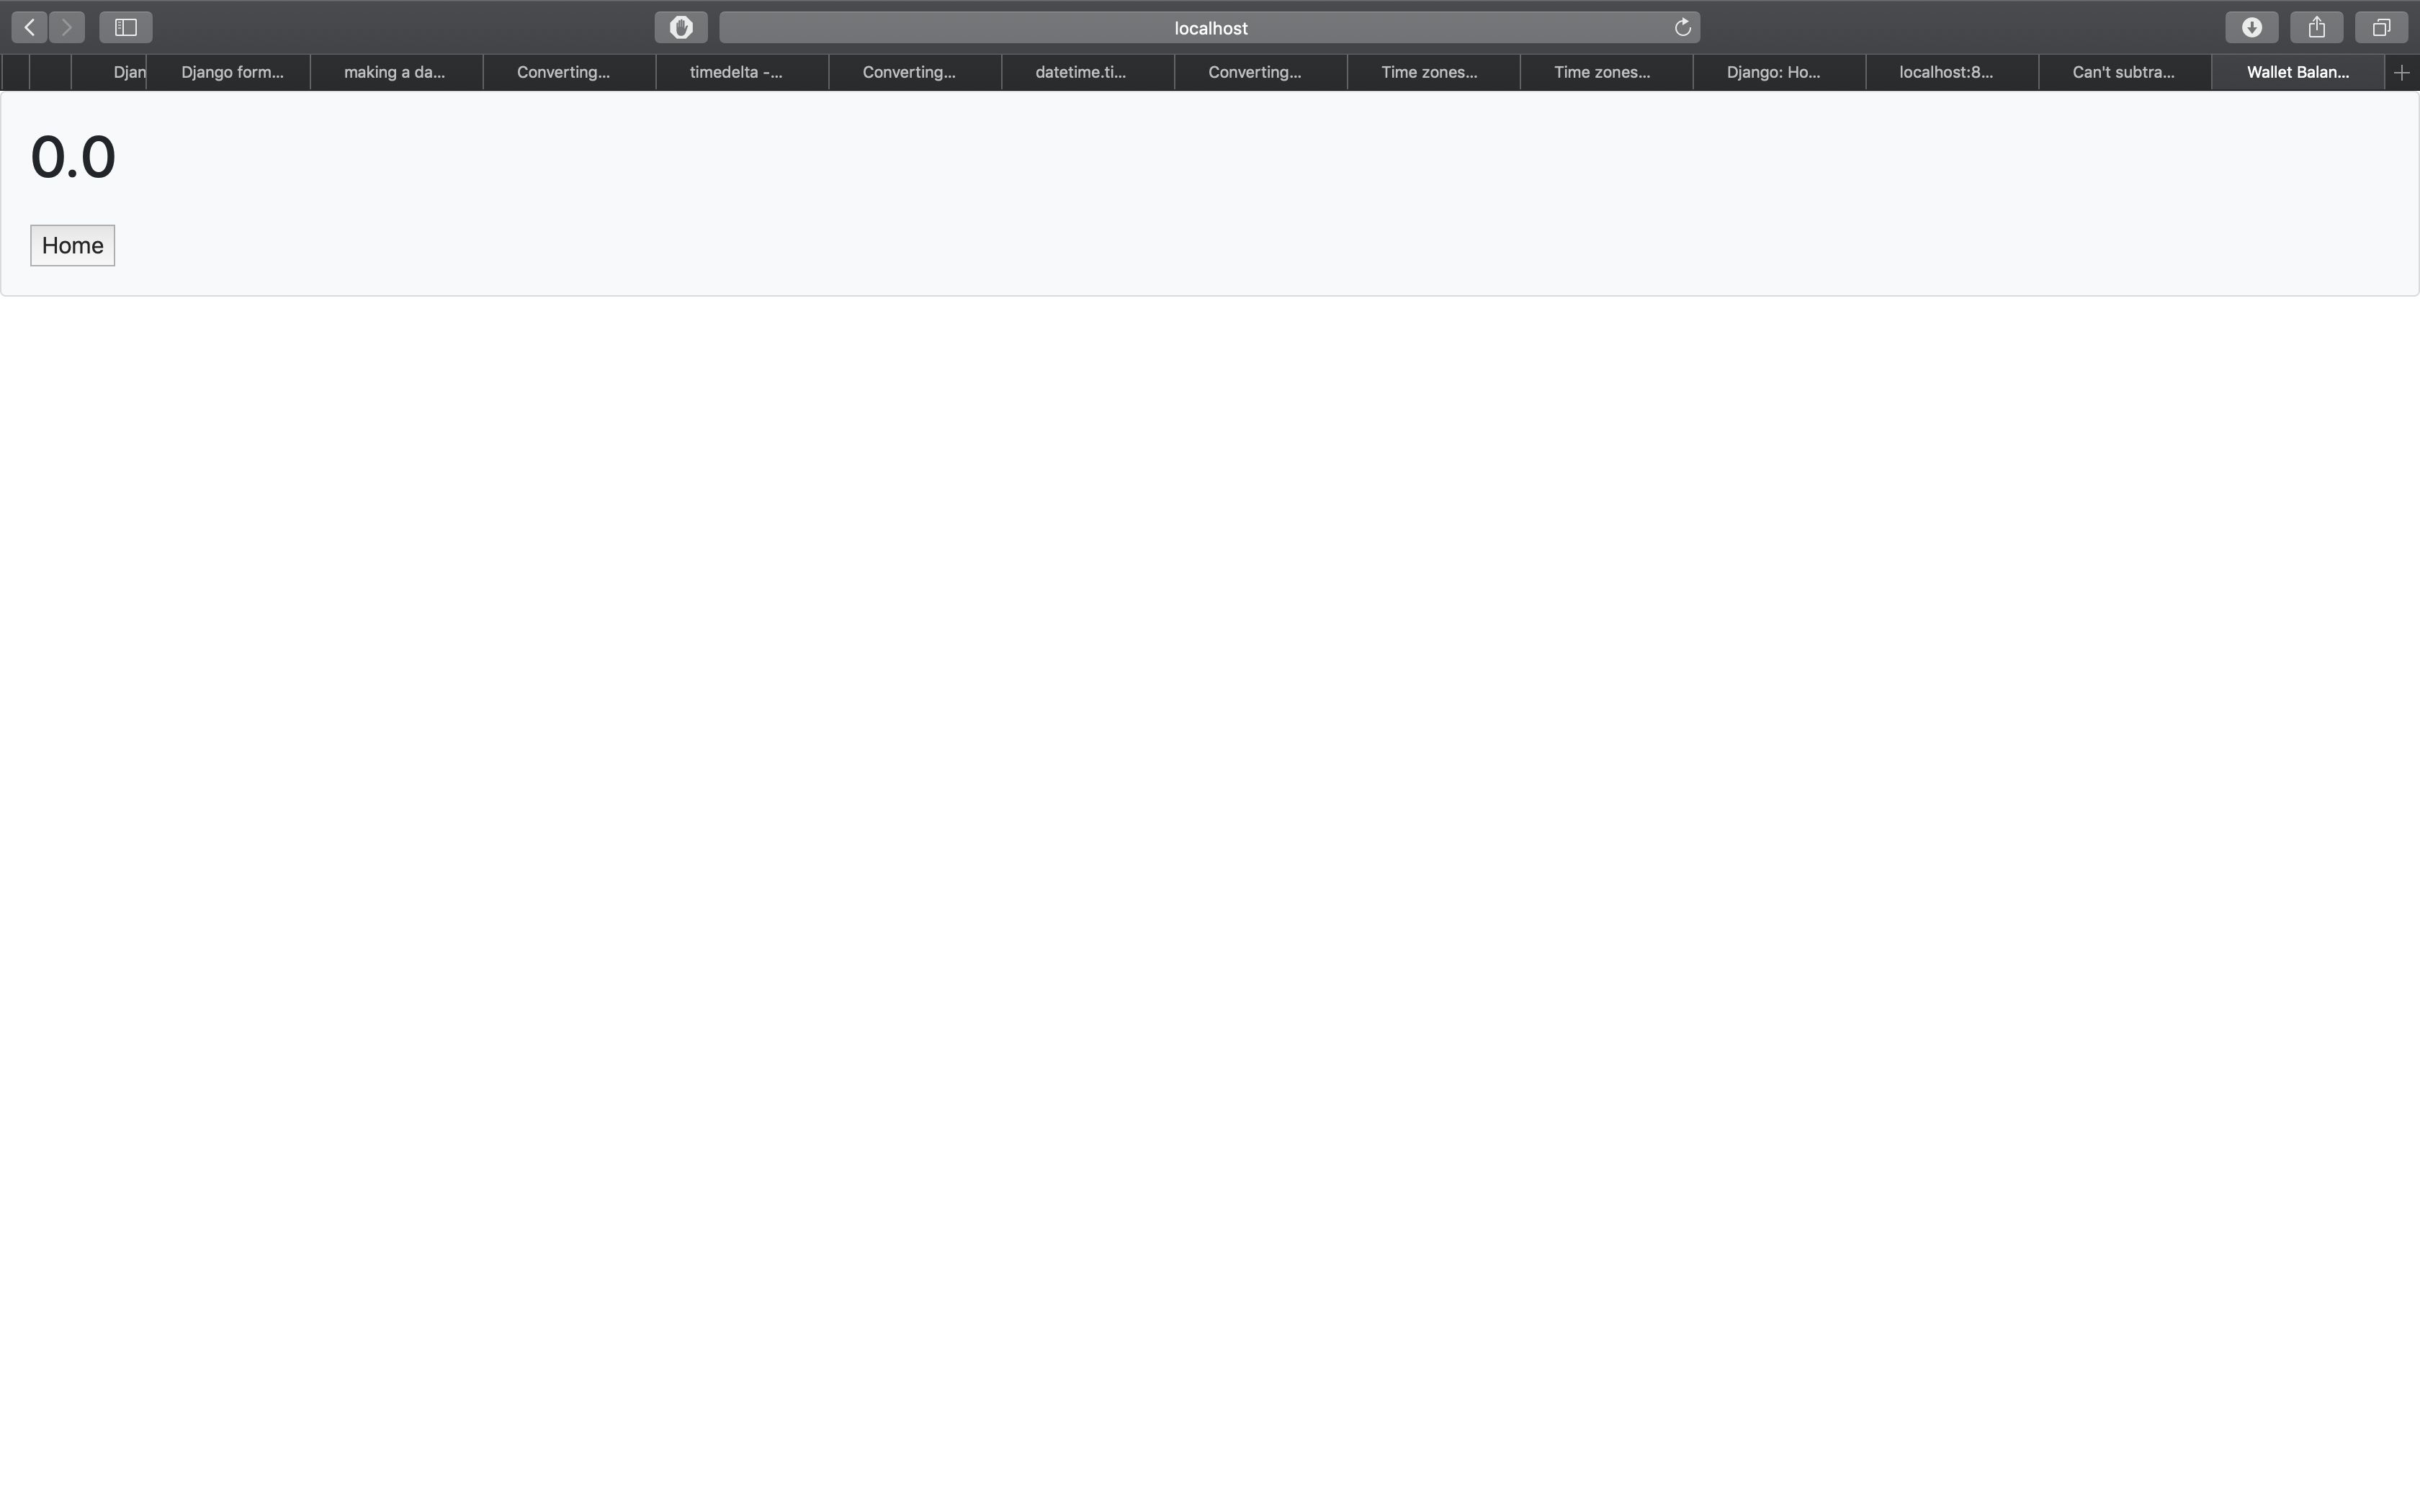 localhost
Djan Django form... making a da... Converting... timedelta -... Converting... datetime.ti... Converting... Time zones... Time zones... Django: Ho... localhost:8... Can't subtra... Wallet Balan...
0.0
Home